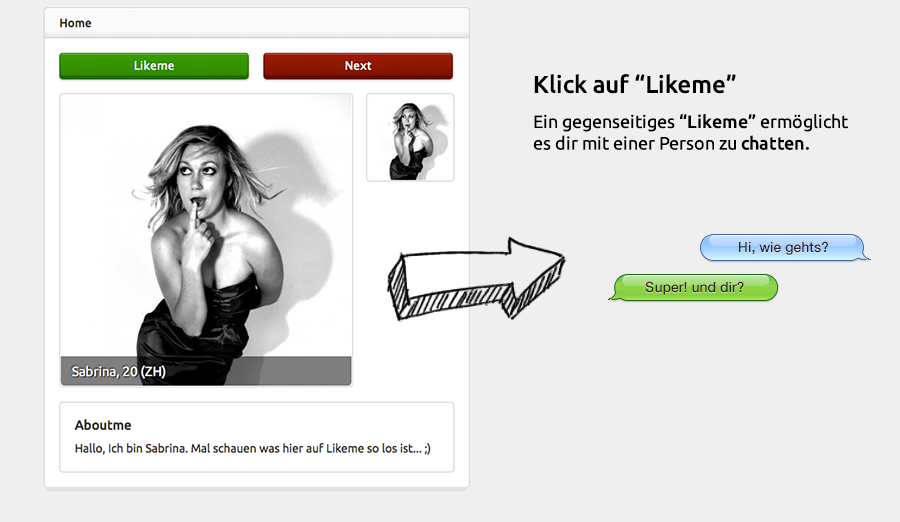 Home
Likeme
Next
Sabrina, 20 (ZH)
Aboutme
Hallo, Ich bin Sabrina. Mal schauen was hier auf Likeme so los ist... ;)
Klick auf “Likeme”
Ein gegenseitiges “Likeme” ermöglicht
es dir mit einer Person zu chatten.
Hi, wie gehts?
Super! und dir?